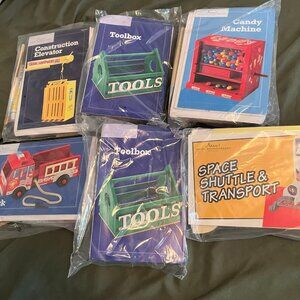 Construction
Elevator
Toolbox
TOOLS
Candy
Machine
Toolbox
TOOLS
SPACE
SHUTTLE &
TRANSPORT